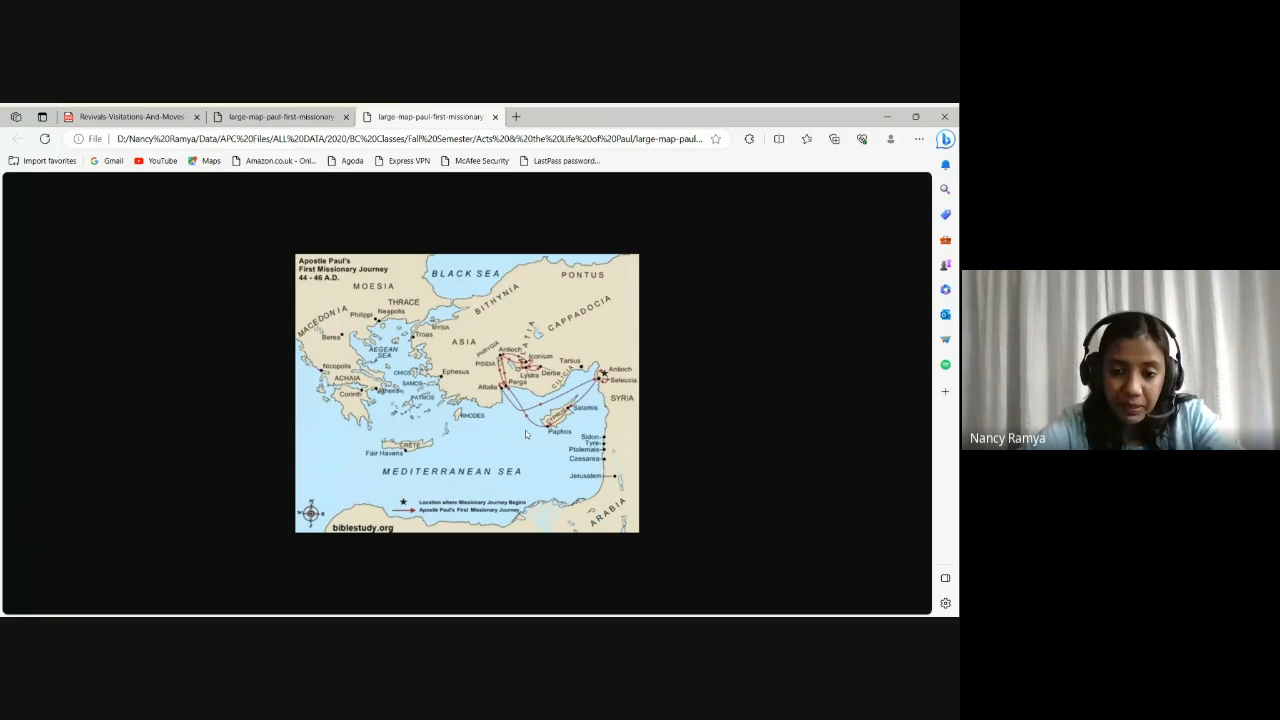 Revivals-Visitations-And-Moves
large-map-paul-first-missionary
large-map-paul-first-missionary
File
D:/Nancy%20Ramya/Data/APC%20Files/ALL%20DATA/2020/BC%20Classes/Fall%20Semester/Acts%20&%20the%20Life%20of%20Paul/large-map-paul...
Import favorites
Gmail
YouTube
Maps
Amazon.co.uk - Onl...
Agoda
Express VPN
McAfee Security
LastPass password...
Apostle Paul's
First Missionary Journey
44 - 46 A.D.
BLACK SEA
PONTUS
MOESIA
THRACE
BITHYNIA
CAPPADOCIA
MACEDONIA
Philippi
Neapolis
MYSIA
Berea
Troas
ASIA
AEGEAN
SEA
PHRYGIA
Antioch
Iconium
PISIDIA
Tarsus
Nicopolis
CHIOS
Ephesus
Lystra
Derbe
CILICIA
Antioch
ACHAIA
SAMOS
Attalia
Perga
Seleucia
Corinth
Athens
PATMOS
SYRIA
RHODES
CYPRUS
Salamis
Paphos
CRETE
Fair Havens
Sidon
Tyre
Ptolemais
Caesarea
MEDITERRANEAN SEA
Jerusalem
ARABIA
Location where Missionary Journey Begins
Apostle Paul's First Missionary Journey
biblestudy.org
Nancy Ramya